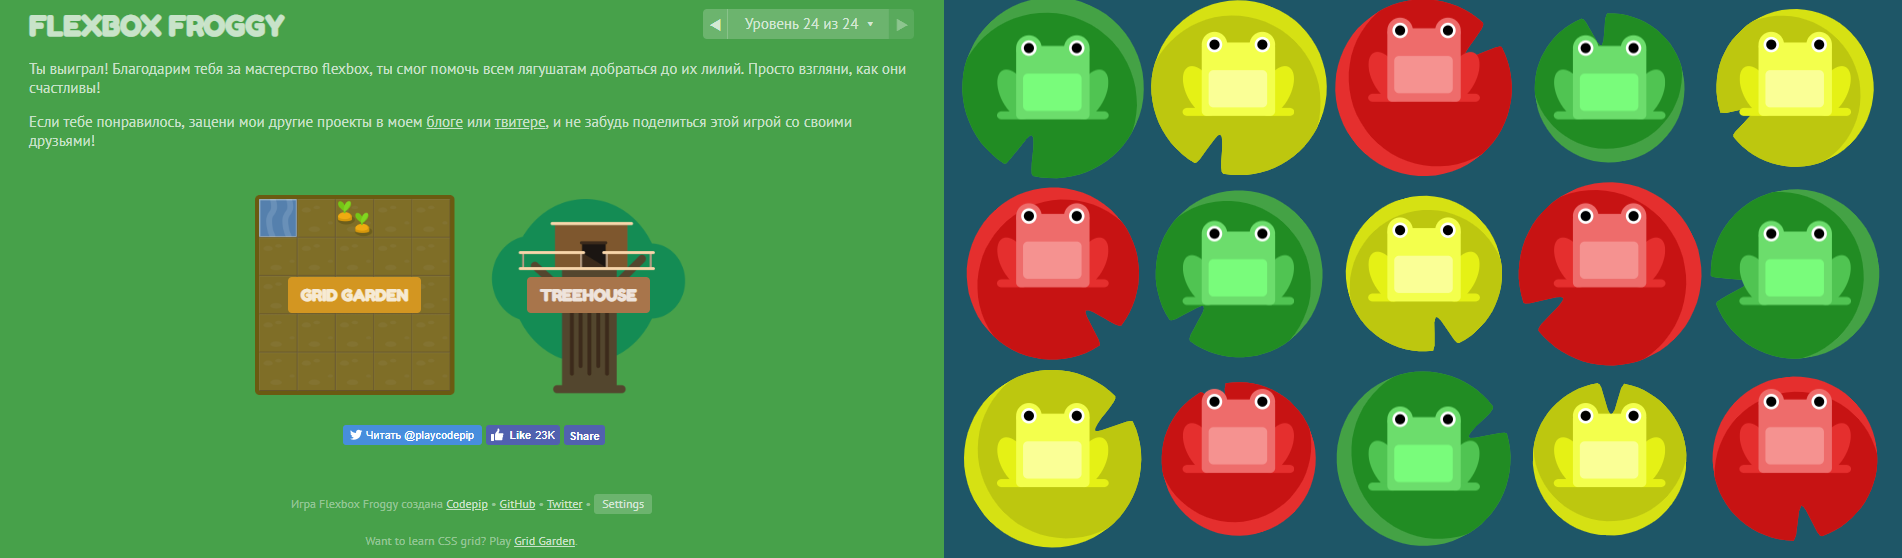 FLEXBOX FROGGY
◀ Уровень 24 из 24 ▼ ▶
Ты выиграл! Благодарим тебя за мастерство flexbox, ты смог помочь всем лягушатам добраться до их лилий. Просто взгляни, как они
счастливы!
Если тебе понравилось, зацени мои другие проекты в моем блоге или твитере, и не забудь поделиться этой игрой со своими
друзьями!
GRID GARDEN
TREEHOUSE
Читать @playcodepip Like 23K Share
Игра Flexbox Froggy создана Codepip • GitHub • Twitter • Settings
Want to learn CSS grid? Play Grid Garden.